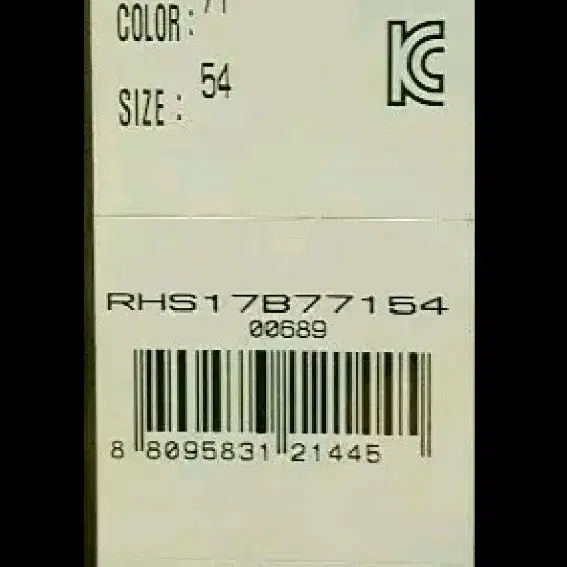 COLOR :
SIZE : 54
RHS17B77154
00689
8 8095831 21445